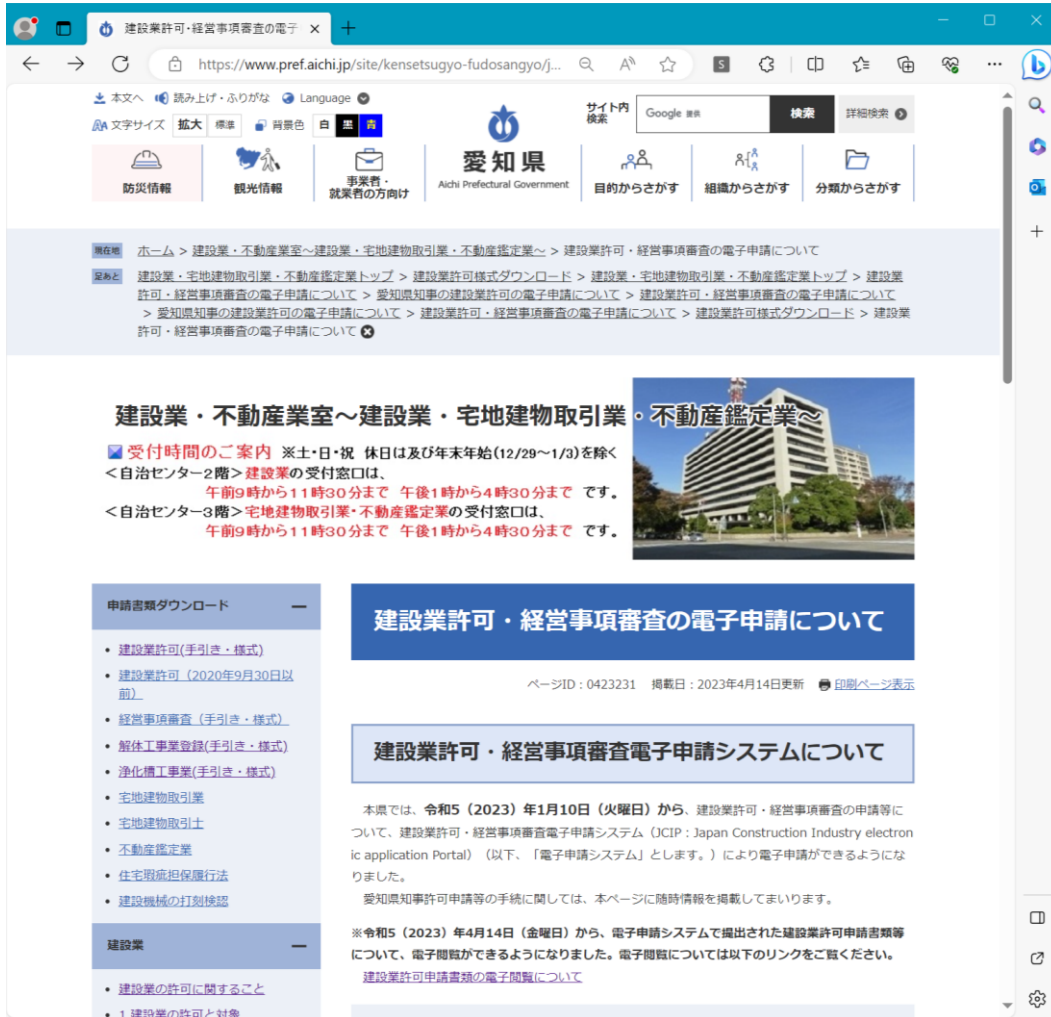 建設業許可・経営事項審査の電子
https://www.pref.aichi.jp/site/kensetsugyo-fudosangyo/j...
本文へ 読み上げ・ふりがな Language
文字サイズ 拡大 標準 背景色 白 黒 青
愛知県
Aichi Prefectural Government
サイト内検索 Google 提供 検索 詳細検索
防災情報
観光情報
事業者・
就業者の方向け
目的からさがす
組織からさがす
分類からさがす
現在地 ホーム > 建設業・不動産業室~建設業・宅地建物取引業・不動産鑑定業~ > 建設業許可・経営事項審査の電子申請について
足あと 建設業・宅地建物取引業・不動産鑑定業トップ > 建設業許可様式ダウンロード > 建設業・宅地建物取引業・不動産鑑定業トップ > 建設業
許可・経営事項審査の電子申請について > 愛知県知事の建設業許可の電子申請について > 建設業許可・経営事項審査の電子申請について
> 愛知県知事の建設業許可の電子申請について > 建設業許可・経営事項審査の電子申請について > 建設業許可様式ダウンロード > 建設業
許可・経営事項審査の電子申請について
建設業・不動産業室~建設業・宅地建物取引業・不動産鑑定業~
受付時間のご案内 ※土・日・祝 休日は及び年末年始(12/29~1/3)を除く
<自治センター2階>建設業の受付窓口は、
午前9時から11時30分まで 午後1時から4時30分まで です。
<自治センター3階>宅地建物取引業・不動産鑑定業の受付窓口は、
午前9時から11時30分まで 午後1時から4時30分まで です。
申請書類ダウンロード
・建設業許可(手引き・様式)
・建設業許可(2020年9月30日以
前)
・経営事項審査(手引き・様式)
・解体工事業登録(手引き・様式)
・浄化槽工事業(手引き・様式)
・宅地建物取引業
・宅地建物取引士
・不動産鑑定業
・住宅瑕疵担保履行法
・建設機械の打刻検認
建設業
・建設業の許可に関すること
・1 建設業の許可と対象
建設業許可・経営事項審査の電子申請について
ページID:0423231 掲載日:2023年4月14日更新 印刷ページ表示
建設業許可・経営事項審査電子申請システムについて
本県では、令和5(2023)年1月10日(火曜日)から、建設業許可・経営事項審査の申請等に
ついて、建設業許可・経営事項審査電子申請システム(JCIP:Japan Construction Industry electron
ic application Portal)(以下、「電子申請システム」とします。)により電子申請ができるようにな
りました。
愛知県知事許可申請等の手続に関しては、本ページに随時情報を掲載してまいります。
※令和5(2023)年4月14日(金曜日)から、電子申請システムで提出された建設業許可申請書類等
について、電子閲覧ができるようになりました。電子閲覧については以下のリンクをご覧ください。
建設業許可申請書類の電子閲覧について